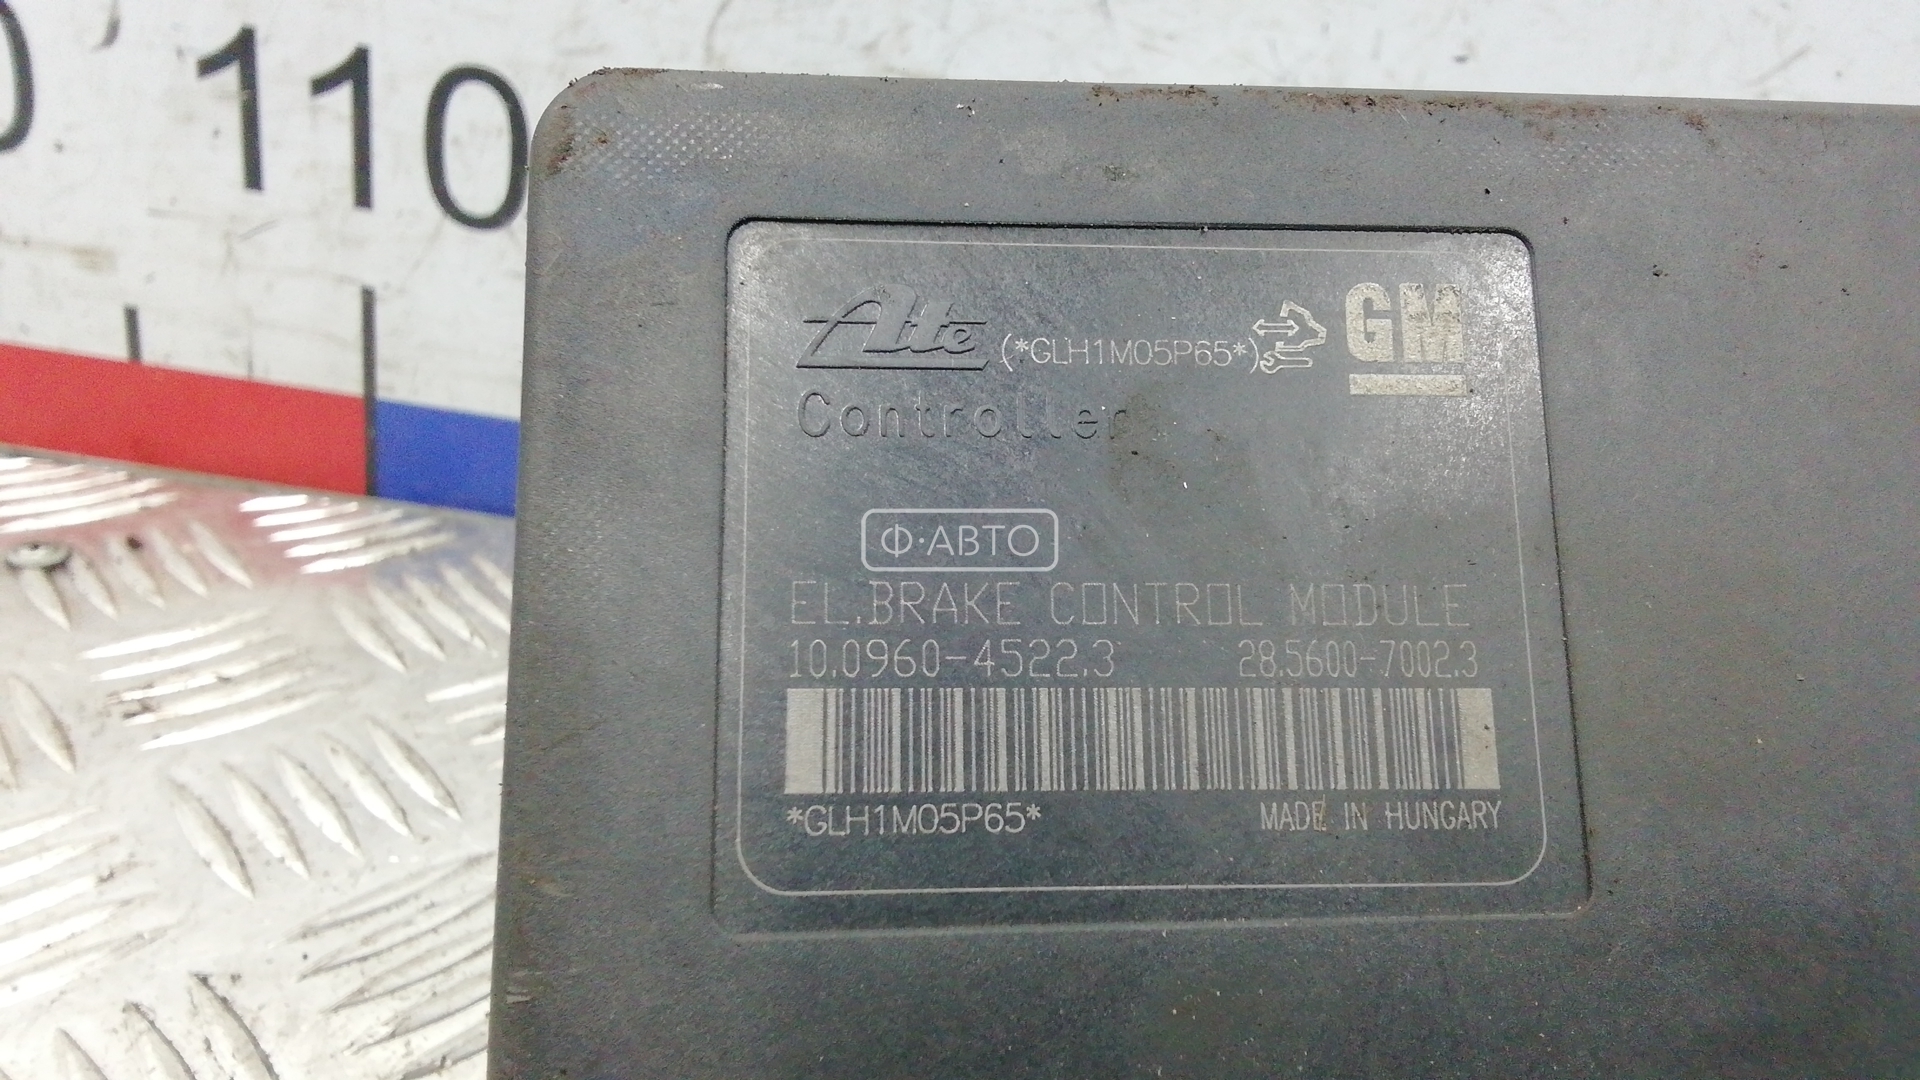 110
Ate (*GLH1M05P65*) GM
Controller
Ф·АВТО
EL.BRAKE CONTROL MODULE
10.0960-4522.3 28.5600-7002.3
*GLH1M05P65* MADE IN HUNGARY